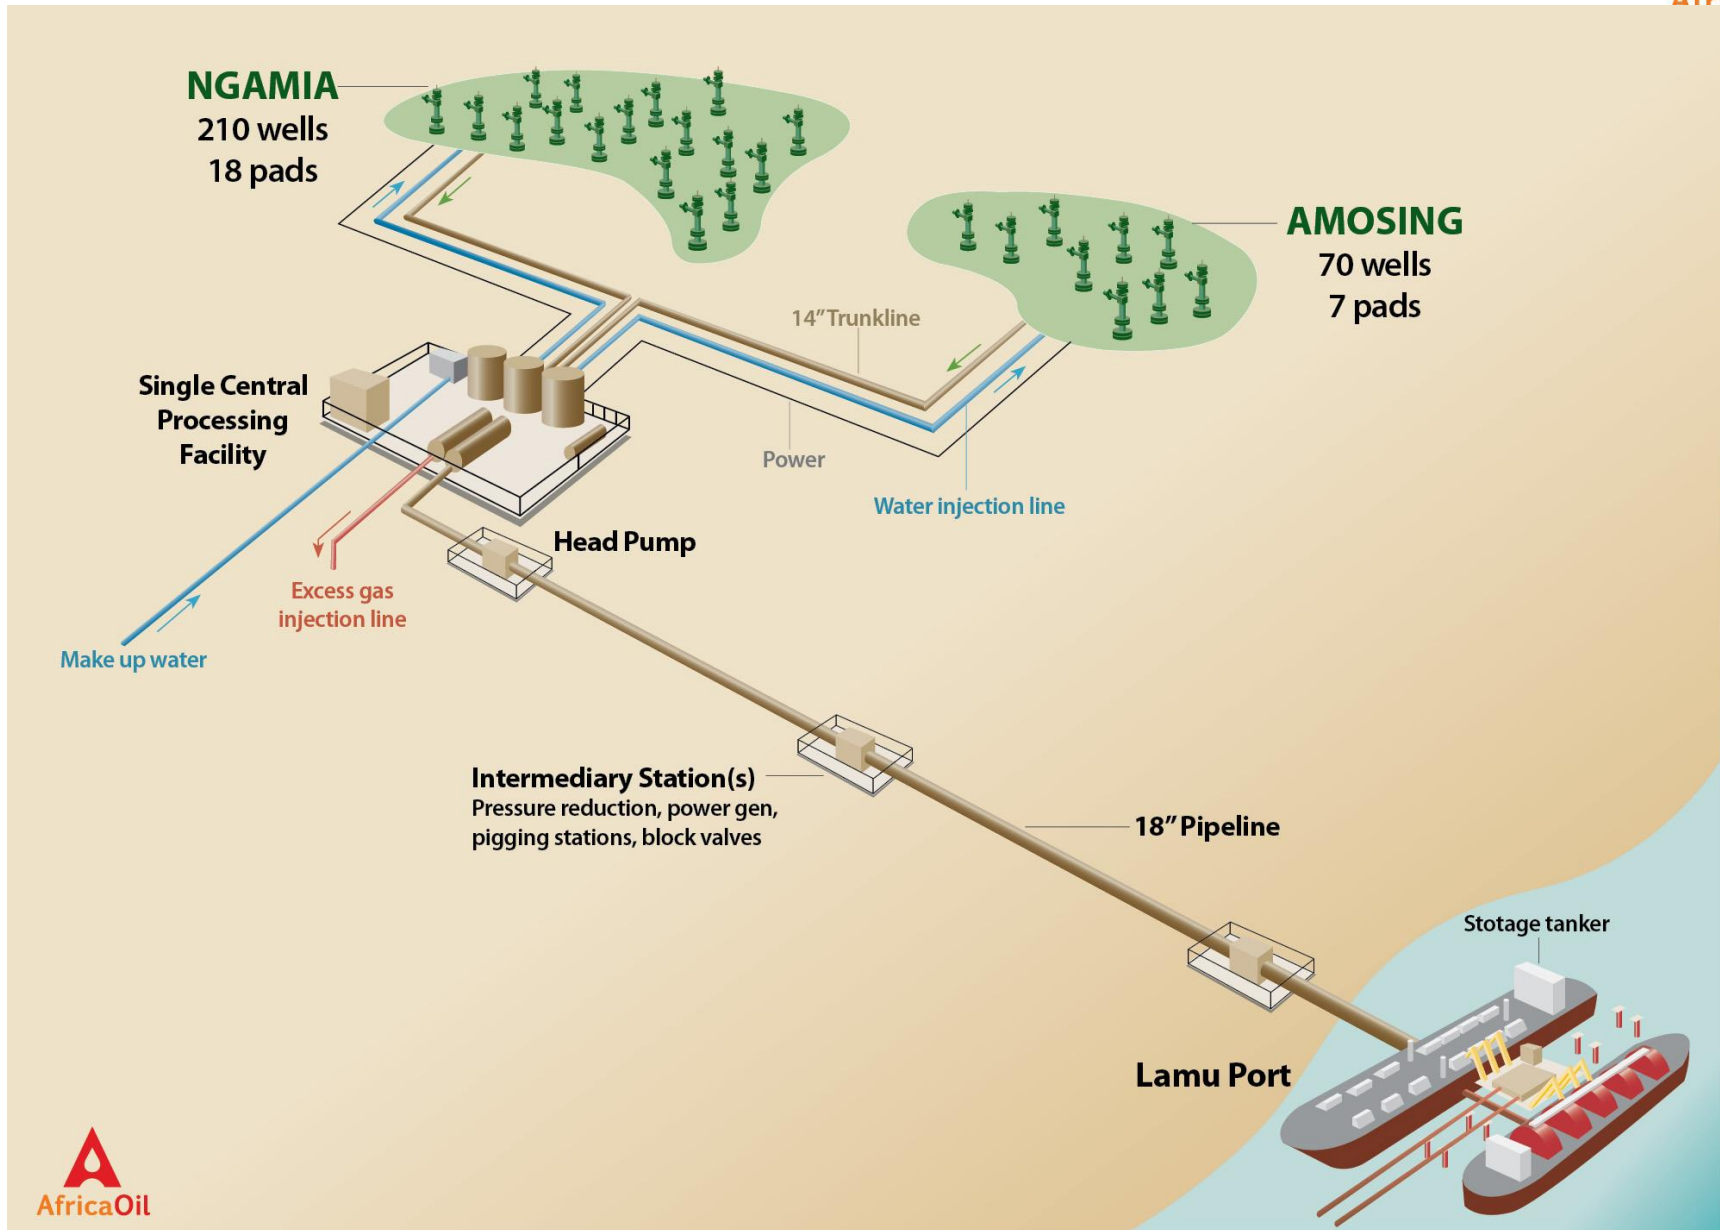 NGAMIA
210 wells
18 pads
AMOSING
70 wells
7 pads
14" Trunkline
Single Central
Processing
Facility
Power
Water injection line
Head Pump
Excess gas
injection line
Make up water
Intermediary Station(s)
Pressure reduction, power gen,
pigging stations, block valves
18" Pipeline
Stotage tanker
Lamu Port
AfricaOil